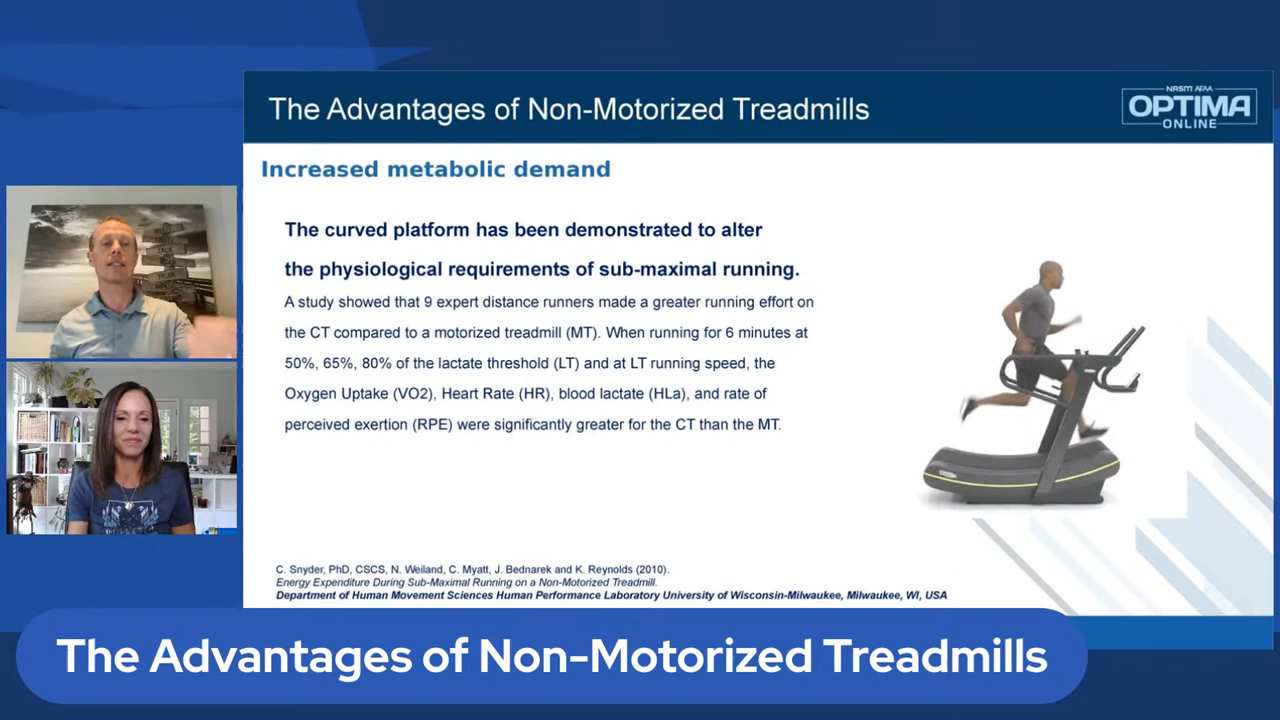 The Advantages of Non-Motorized Treadmills
NASM AFAA
OPTIMA
ONLINE
Increased metabolic demand
The curved platform has been demonstrated to alter
the physiological requirements of sub-maximal running.
A study showed that 9 expert distance runners made a greater running effort on
the CT compared to a motorized treadmill (MT). When running for 6 minutes at
50%, 65%, 80% of the lactate threshold (LT) and at LT running speed, the
Oxygen Uptake (VO2), Heart Rate (HR), blood lactate (HLa), and rate of
perceived exertion (RPE) were significantly greater for the CT than the MT.
C. Snyder, PhD, CSCS, N. Weiland, C. Myatt, J. Bednarek and K. Reynolds (2010).
Energy Expenditure During Sub-Maximal Running on a Non-Motorized Treadmill.
Department of Human Movement Sciences Human Performance Laboratory University of Wisconsin-Milwaukee, Milwaukee, WI, USA
The Advantages of Non-Motorized Treadmills